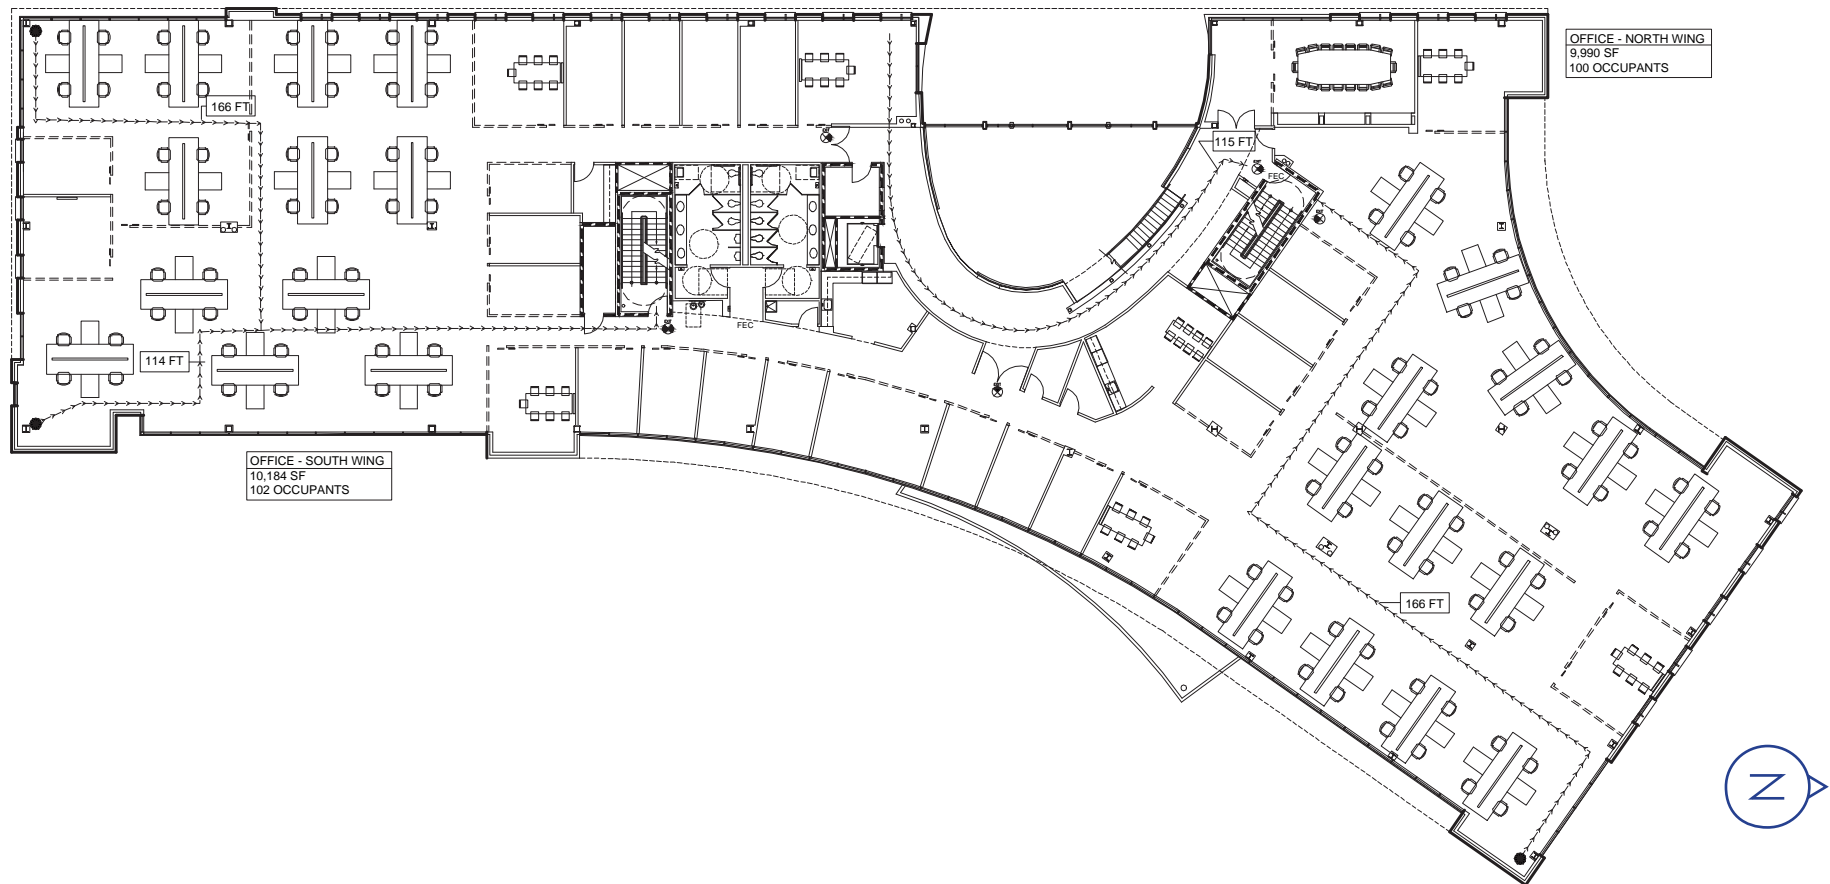 OFFICE - NORTH WING
9,990 SF
100 OCCUPANTS
166 FT
115 FT
FEC
FEC
114 FT
OFFICE - SOUTH WING
10,184 SF
102 OCCUPANTS
166 FT
N